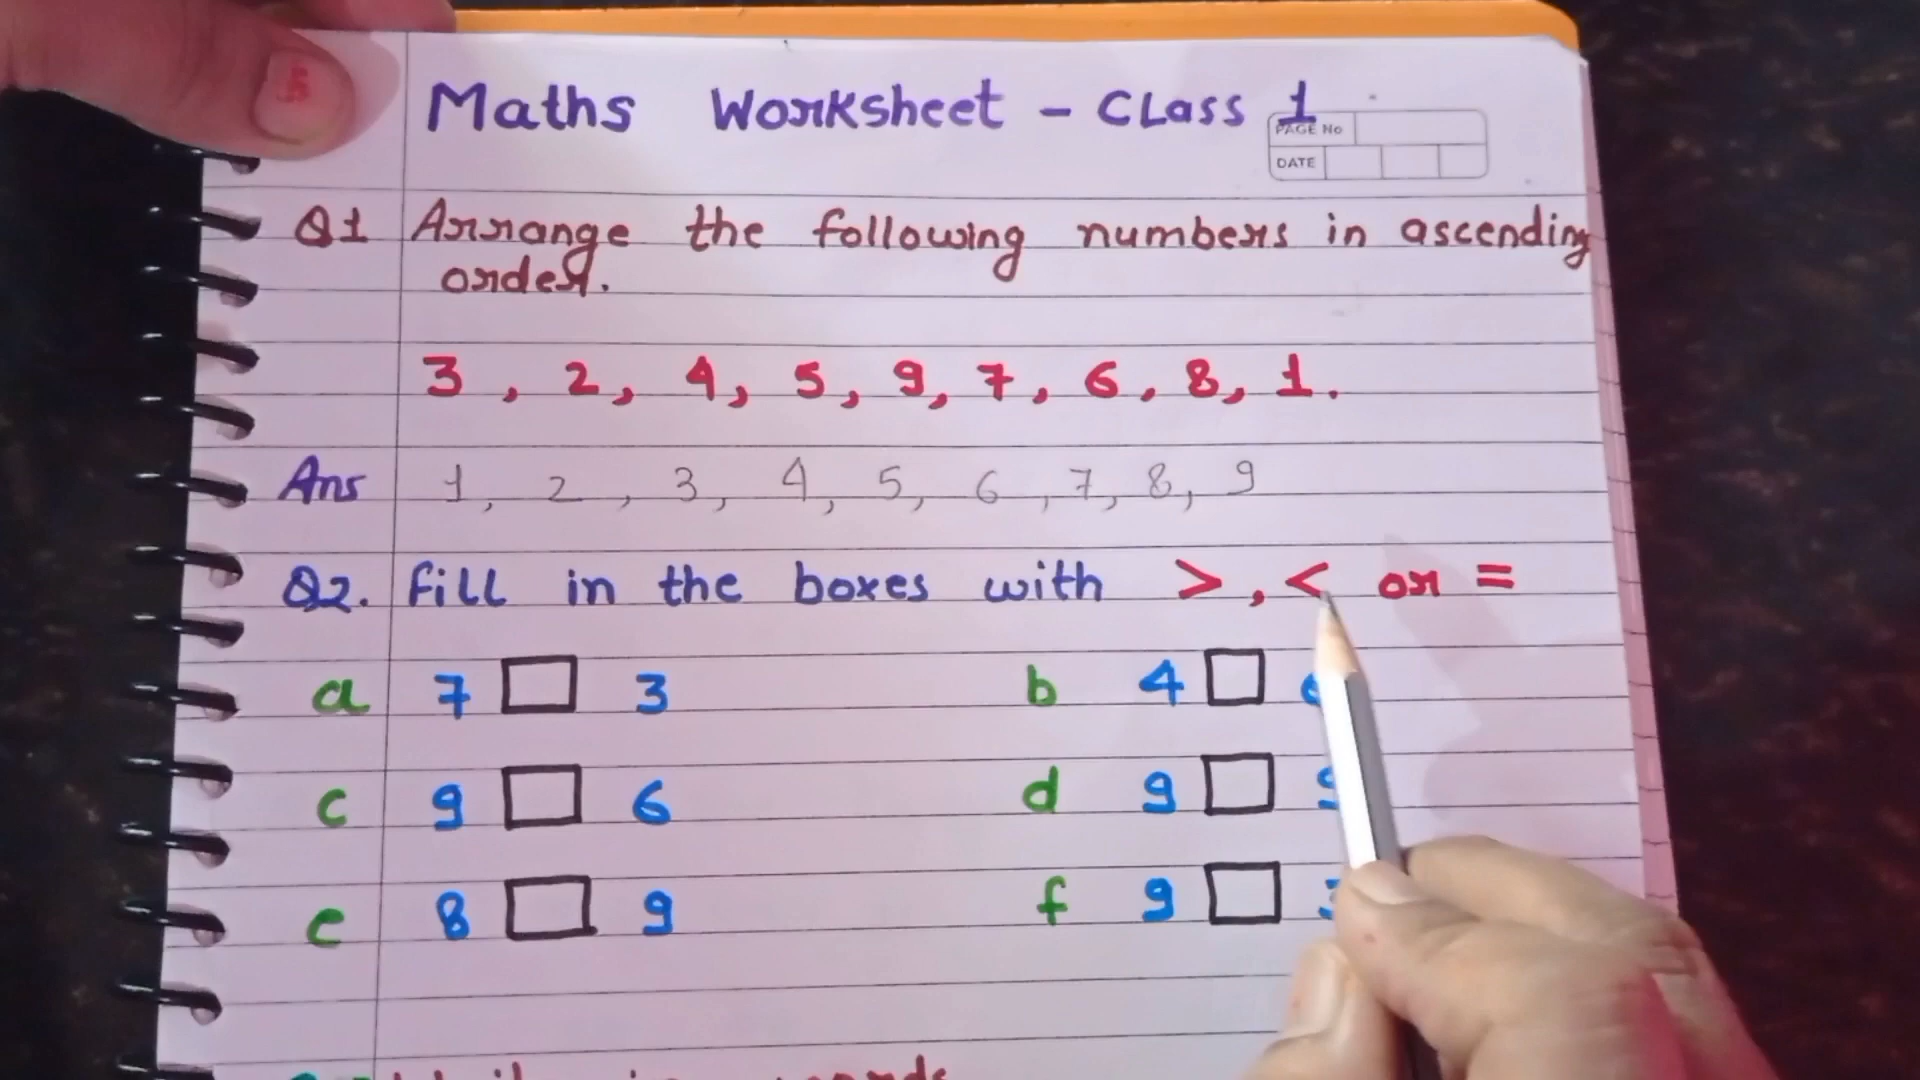 Maths Worksheet - Class 1
PAGE No
DATE
Q1 Arrange the following numbers in ascending
order.
3, 2, 4, 5, 9, 7, 6, 8, 1.
Ans 1, 2, 3, 4, 5, 6, 7, 8, 9
Q2. Fill in the boxes with >, < or =
a 7 □ 3 b 4 □
c 9 □ 6 d 9 □
e 8 □ 9 f 9 □